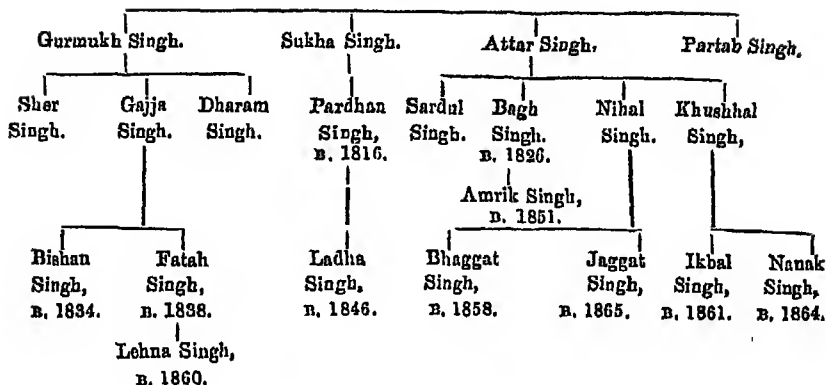 Gurmukh Singh. Sukha Singh. Attar Singh. Partab Singh.
Sher Gajja Dharam Pardhan Sardul Bagh Nihal Khushhal
Singh. Singh. Singh. Singh, Singh. Singh. Singh. Singh,
B. 1816. B. 1826.
Amrik Singh,
B. 1851.
Bishan Fatah Ladha Bhaggat Jaggat Ikbal Nanak
Singh, Singh, Singh, Singh, Singh, Singh, Singh,
B. 1834. B. 1838. B. 1846. B. 1858. B. 1865. B. 1861. B. 1864.
Lehna Singh,
B. 1860.